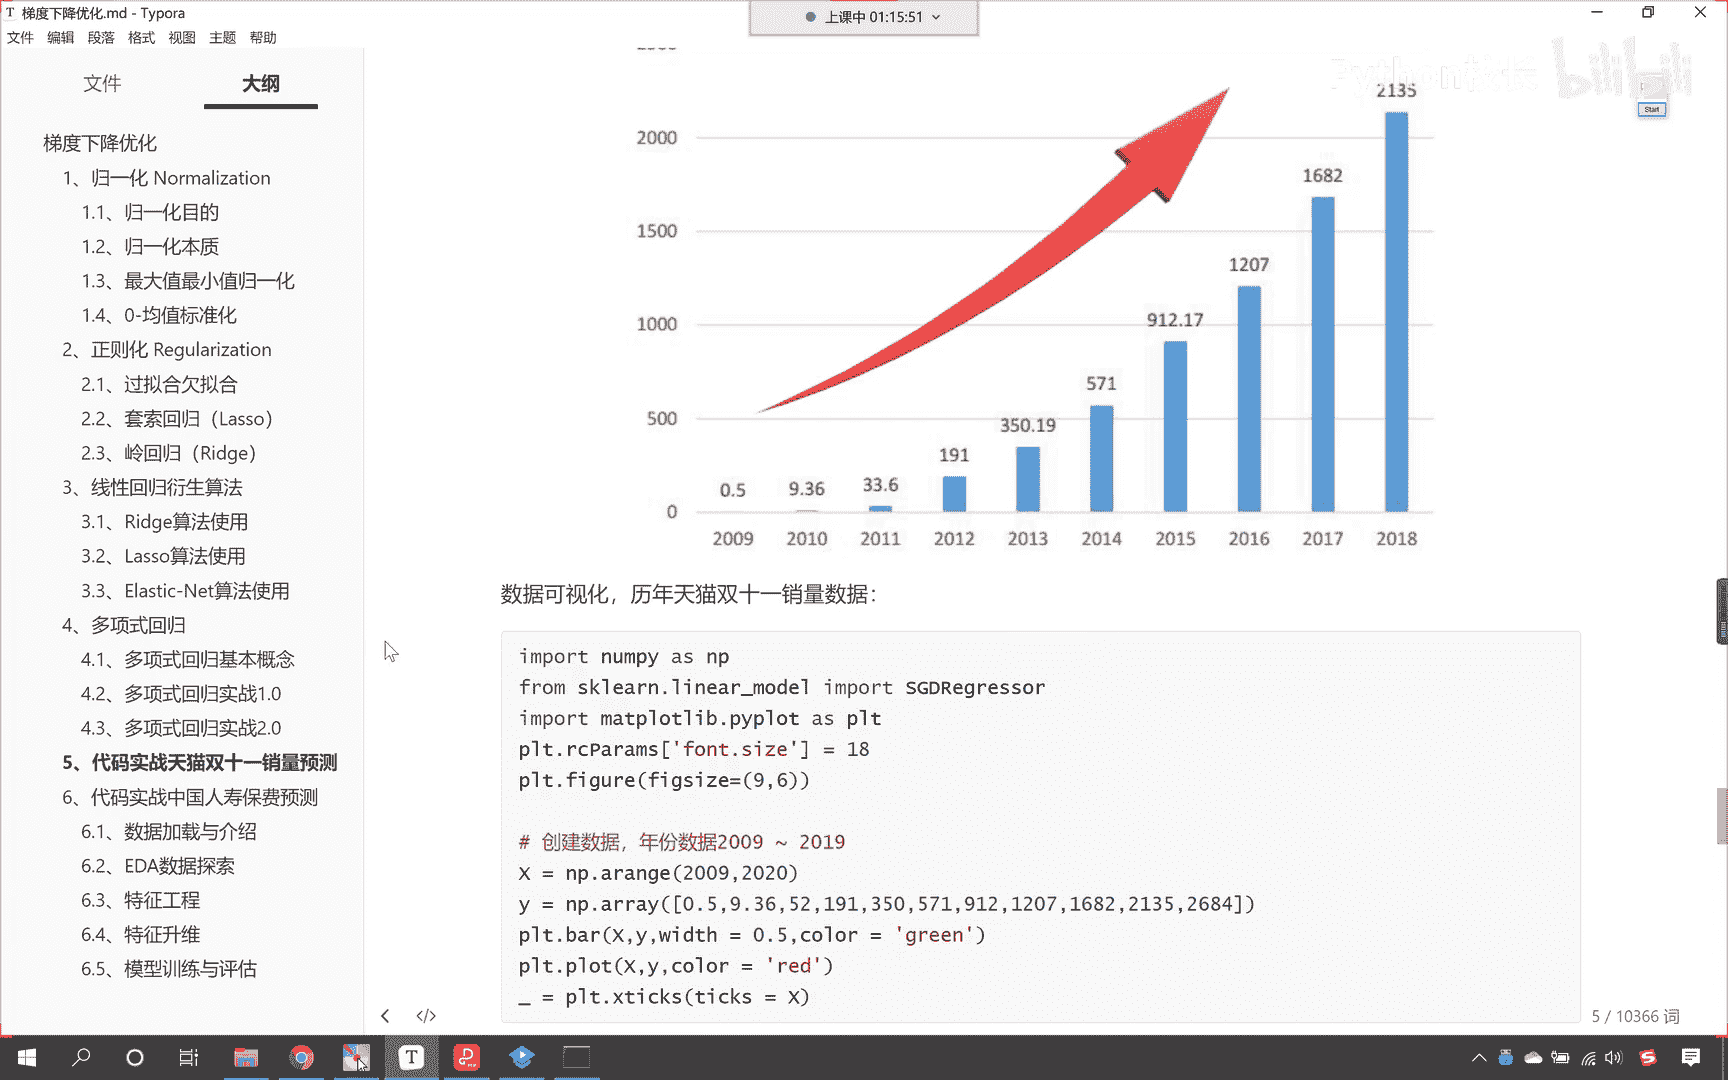 梯度下降优化.md - Typora
上课中 01:15:51
文件 编辑 段落 格式 视图 主题 帮助
文件 大纲
梯度下降优化
1、归一化 Normalization
1.1、归一化目的
1.2、归一化本质
1.3、最大值最小值归一化
1.4、0-均值标准化
2、正则化 Regularization
2.1、过拟合欠拟合
2.2、套索回归（Lasso）
2.3、岭回归（Ridge）
3、线性回归衍生算法
3.1、Ridge算法使用
3.2、Lasso算法使用
3.3、Elastic-Net算法使用
4、多项式回归
4.1、多项式回归基本概念
4.2、多项式回归实战1.0
4.3、多项式回归实战2.0
5、代码实战天猫双十一销量预测
6、代码实战中国人寿保费预测
6.1、数据加载与介绍
6.2、EDA数据探索
6.3、特征工程
6.4、特征升维
6.5、模型训练与评估
bilibili
Start
2000
1500
1000
500
0
0.5 9.36 33.6 191 350.19 571 912.17 1207 1682 2135
2009 2010 2011 2012 2013 2014 2015 2016 2017 2018
数据可视化，历年天猫双十一销量数据：
import numpy as np
from sklearn.linear_model import SGDRegressor
import matplotlib.pyplot as plt
plt.rcParams['font.size'] = 18
plt.figure(figsize=(9,6))
# 创建数据，年份数据2009 ~ 2019
X = np.arange(2009,2020)
y = np.array([0.5,9.36,52,191,350,571,912,1207,1682,2135,2684])
plt.bar(X,y,width = 0.5,color = 'green')
plt.plot(X,y,color = 'red')
_ = plt.xticks(ticks = X)
5 / 10366 词